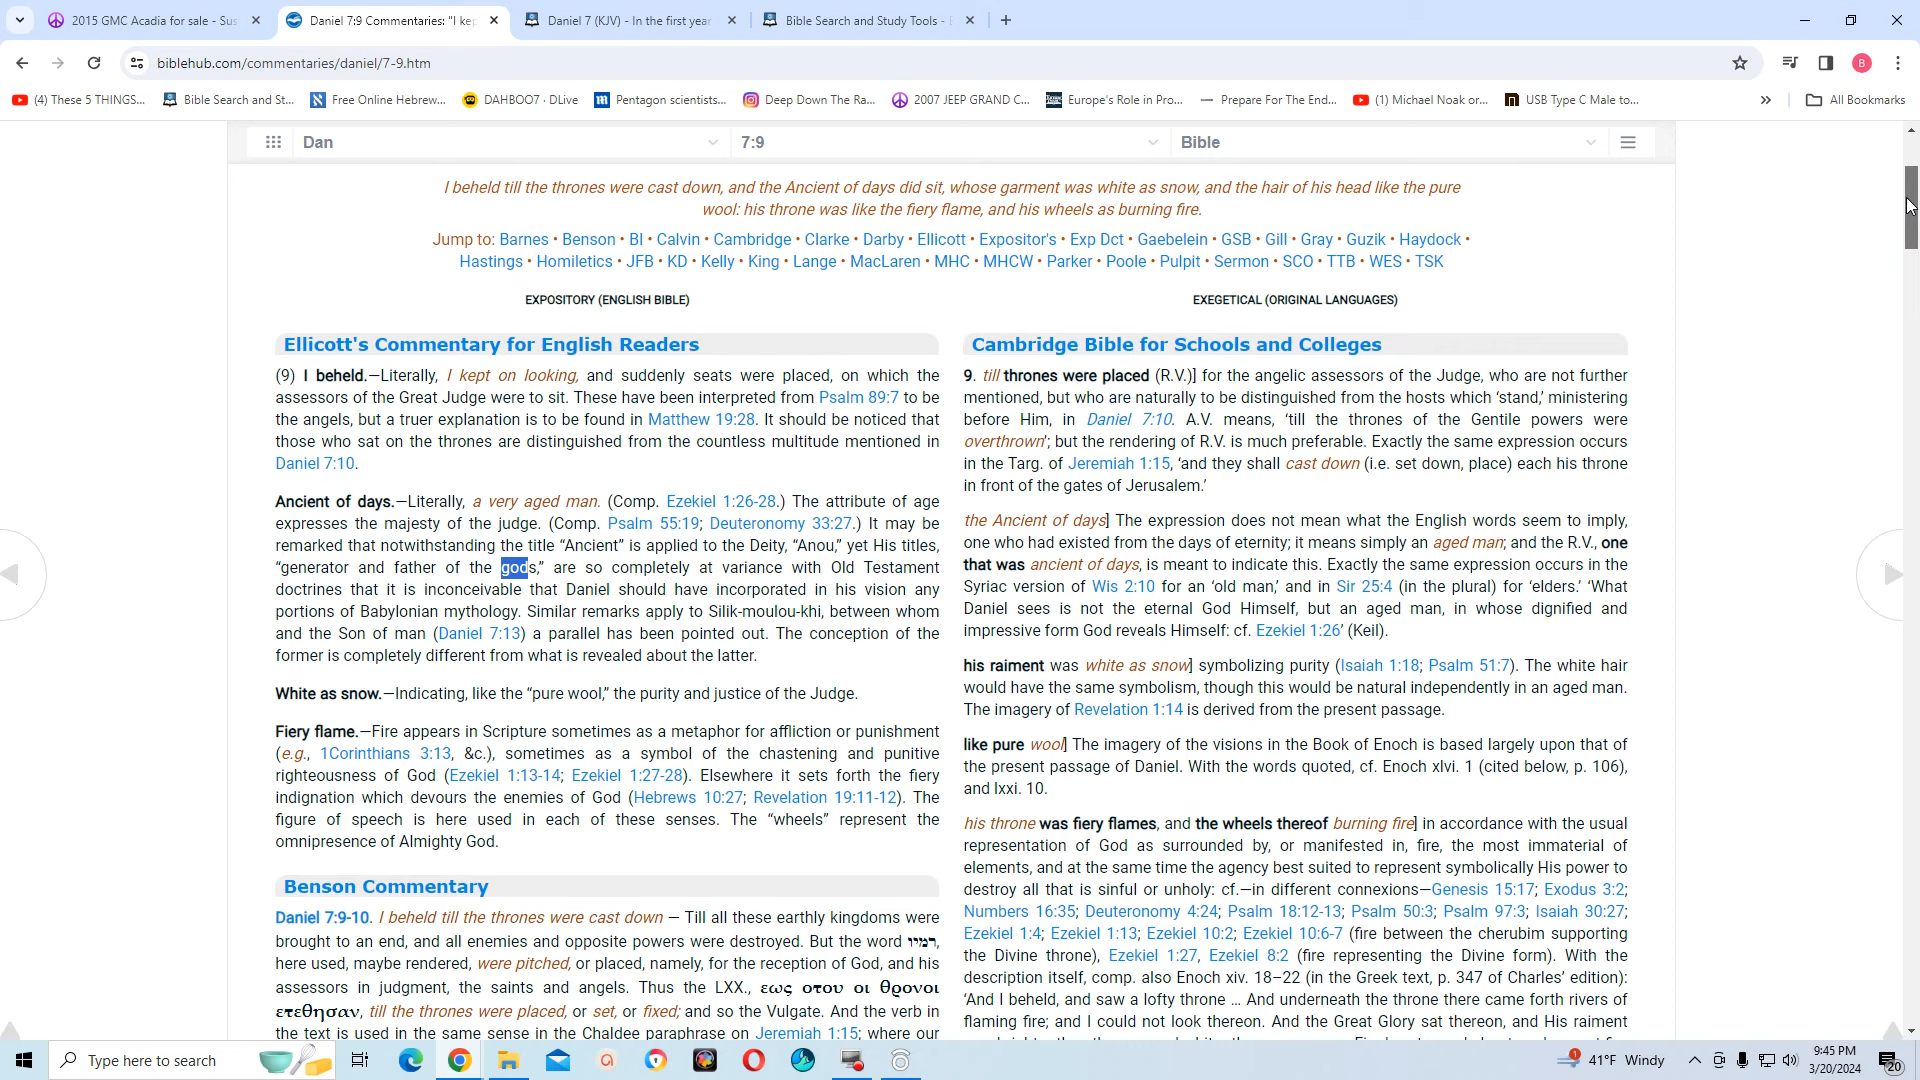 2015 GMC Acadia for sale - Sus
Daniel 7:9 Commentaries: "I kep
Daniel 7 (KJV) - In the first year
Bible Search and Study Tools -
biblehub.com/commentaries/daniel/7-9.htm
B
(4) These 5 THINGS...
Bible Search and St...
Free Online Hebrew...
DAHBOO7 · DLive
Pentagon scientists...
Deep Down The Ra...
2007 JEEP GRAND C...
Europe's Role in Pro...
Prepare For The End...
(1) Michael Noak or...
USB Type C Male to...
All Bookmarks
Dan 7:9 Bible
I beheld till the thrones were cast down, and the Ancient of days did sit, whose garment was white as snow, and the hair of his head like the pure
wool: his throne was like the fiery flame, and his wheels as burning fire.
Jump to: Barnes • Benson • BI • Calvin • Cambridge • Clarke • Darby • Ellicott • Expositor's • Exp Dct • Gaebelein • GSB • Gill • Gray • Guzik • Haydock •
Hastings • Homiletics • JFB • KD • Kelly • King • Lange • MacLaren • MHC • MHCW • Parker • Poole • Pulpit • Sermon • SCO • TTB • WES • TSK
EXPOSITORY (ENGLISH BIBLE)
Ellicott's Commentary for English Readers
(9) I beheld.—Literally, I kept on looking, and suddenly seats were placed, on which the
assessors of the Great Judge were to sit. These have been interpreted from Psalm 89:7 to be
the angels, but a truer explanation is to be found in Matthew 19:28. It should be noticed that
those who sat on the thrones are distinguished from the countless multitude mentioned in
Daniel 7:10.
Ancient of days.—Literally, a very aged man. (Comp. Ezekiel 1:26-28.) The attribute of age
expresses the majesty of the judge. (Comp. Psalm 55:19; Deuteronomy 33:27.) It may be
remarked that notwithstanding the title “Ancient” is applied to the Deity, “Anou,” yet His titles,
“generator and father of the gods,” are so completely at variance with Old Testament
doctrines that it is inconceivable that Daniel should have incorporated in his vision any
portions of Babylonian mythology. Similar remarks apply to Silik-moulou-khi, between whom
and the Son of man (Daniel 7:13) a parallel has been pointed out. The conception of the
former is completely different from what is revealed about the latter.
White as snow.—Indicating, like the “pure wool,” the purity and justice of the Judge.
Fiery flame.—Fire appears in Scripture sometimes as a metaphor for affliction or punishment
(e.g., 1Corinthians 3:13, &c.), sometimes as a symbol of the chastening and punitive
righteousness of God (Ezekiel 1:13-14; Ezekiel 1:27-28). Elsewhere it sets forth the fiery
indignation which devours the enemies of God (Hebrews 10:27; Revelation 19:11-12). The
figure of speech is here used in each of these senses. The “wheels” represent the
omnipresence of Almighty God.
Benson Commentary
Daniel 7:9-10. I beheld till the thrones were cast down — Till all these earthly kingdoms were
brought to an end, and all enemies and opposite powers were destroyed. But the word רמיו,
here used, maybe rendered, were pitched, or placed, namely, for the reception of God, and his
assessors in judgment, the saints and angels. Thus the LXX., εως οτου οι θρονοι
ετεθησαν, till the thrones were placed, or set, or fixed; and so the Vulgate. And the verb in
the text is used in the same sense in the Chaldee paraphrase on Jeremiah 1:15; where our
EXEGETICAL (ORIGINAL LANGUAGES)
Cambridge Bible for Schools and Colleges
9. till thrones were placed (R.V.)] for the angelic assessors of the Judge, who are not further
mentioned, but who are naturally to be distinguished from the hosts which ‘stand,’ ministering
before Him, in Daniel 7:10. A.V. means, ‘till the thrones of the Gentile powers were
overthrown’; but the rendering of R.V. is much preferable. Exactly the same expression occurs
in the Targ. of Jeremiah 1:15, ‘and they shall cast down (i.e. set down, place) each his throne
in front of the gates of Jerusalem.’
the Ancient of days] The expression does not mean what the English words seem to imply,
one who had existed from the days of eternity; it means simply an aged man; and the R.V., one
that was ancient of days, is meant to indicate this. Exactly the same expression occurs in the
Syriac version of Wis 2:10 for an ‘old man,’ and in Sir 25:4 (in the plural) for ‘elders.’ ‘What
Daniel sees is not the eternal God Himself, but an aged man, in whose dignified and
impressive form God reveals Himself: cf. Ezekiel 1:26’ (Keil).
his raiment was white as snow] symbolizing purity (Isaiah 1:18; Psalm 51:7). The white hair
would have the same symbolism, though this would be natural independently in an aged man.
The imagery of Revelation 1:14 is derived from the present passage.
like pure wool] The imagery of the visions in the Book of Enoch is based largely upon that of
the present passage of Daniel. With the words quoted, cf. Enoch xlvi. 1 (cited below, p. 106),
and lxxi. 10.
his throne was fiery flames, and the wheels thereof burning fire] in accordance with the usual
representation of God as surrounded by, or manifested in, fire, the most immaterial of
elements, and at the same time the agency best suited to represent symbolically His power to
destroy all that is sinful or unholy: cf.—in different connexions—Genesis 15:17; Exodus 3:2;
Numbers 16:35; Deuteronomy 4:24; Psalm 18:12-13; Psalm 50:3; Psalm 97:3; Isaiah 30:27;
Ezekiel 1:4; Ezekiel 1:13; Ezekiel 10:2; Ezekiel 10:6-7 (fire between the cherubim supporting
the Divine throne), Ezekiel 1:27, Ezekiel 8:2 (fire representing the Divine form). With the
description itself, comp. also Enoch xiv. 18–22 (in the Greek text, p. 347 of Charles’ edition):
‘And I beheld, and saw a lofty throne … And underneath the throne there came forth rivers of
flaming fire; and I could not look thereon. And the Great Glory sat thereon, and His raiment
Type here to search
1
41°F Windy
9:45 PM
3/20/2024
20